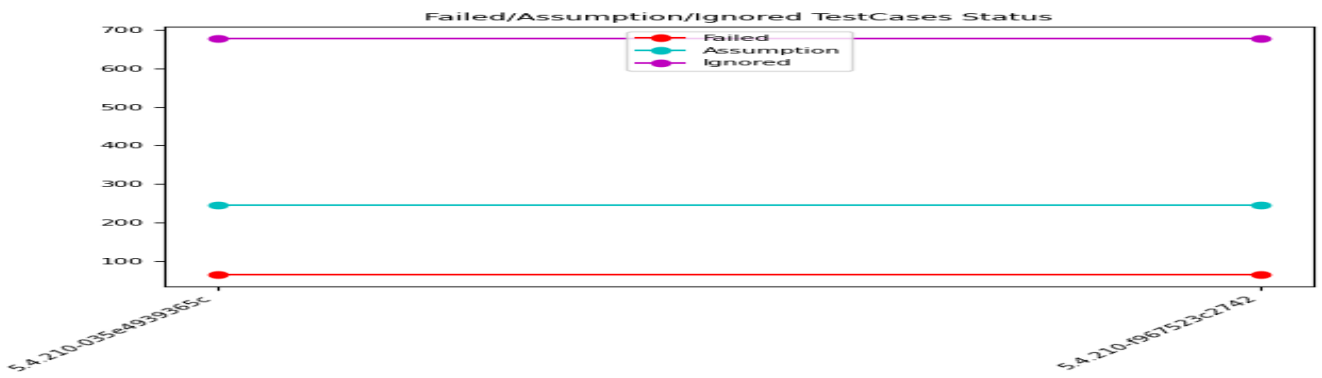 Failed/Assumption/Ignored TestCases Status
700
600
500
400
300
200
100
Failed
Assumption
Ignored
5.4.210-035e4939365c
5.4.210-f967523c2742